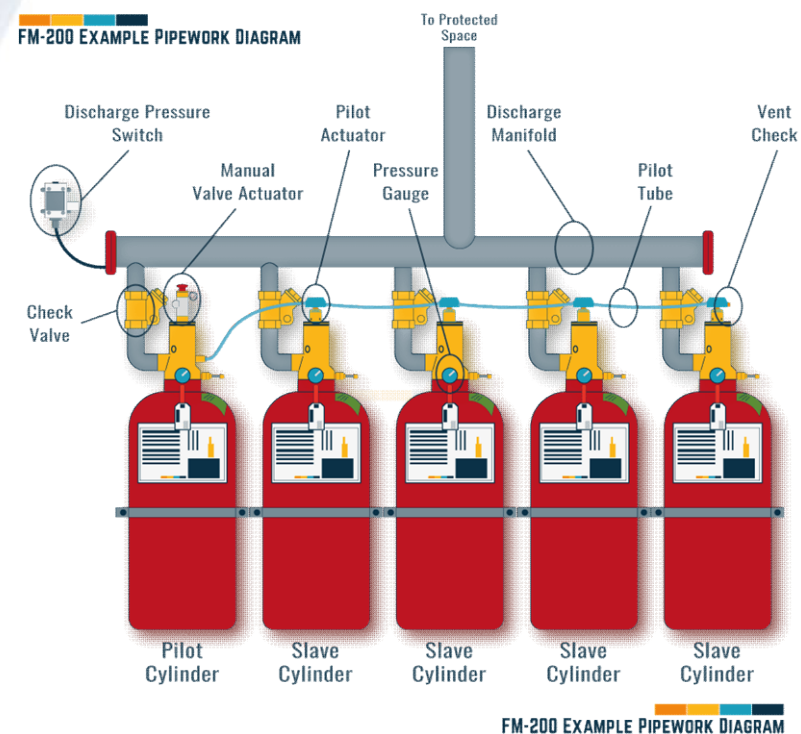 FM-200 Example Pipework Diagram
To Protected
Space
Discharge Pressure
Switch
Pilot
Actuator
Discharge
Manifold
Vent
Check
Manual
Valve Actuator
Pressure
Gauge
Pilot
Tube
Check
Valve
Pilot
Cylinder
Slave
Cylinder
Slave
Cylinder
Slave
Cylinder
Slave
Cylinder
FM-200 Example Pipework Diagram